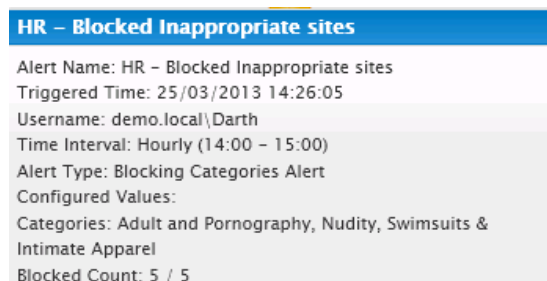 HR – Blocked Inappropriate sites
Alert Name: HR – Blocked Inappropriate sites
Triggered Time: 25/03/2013 14:26:05
Username: demo.local\Darth
Time Interval: Hourly (14:00 – 15:00)
Alert Type: Blocking Categories Alert
Configured Values:
Categories: Adult and Pornography, Nudity, Swimsuits &
Intimate Apparel
Blocked Count: 5 / 5